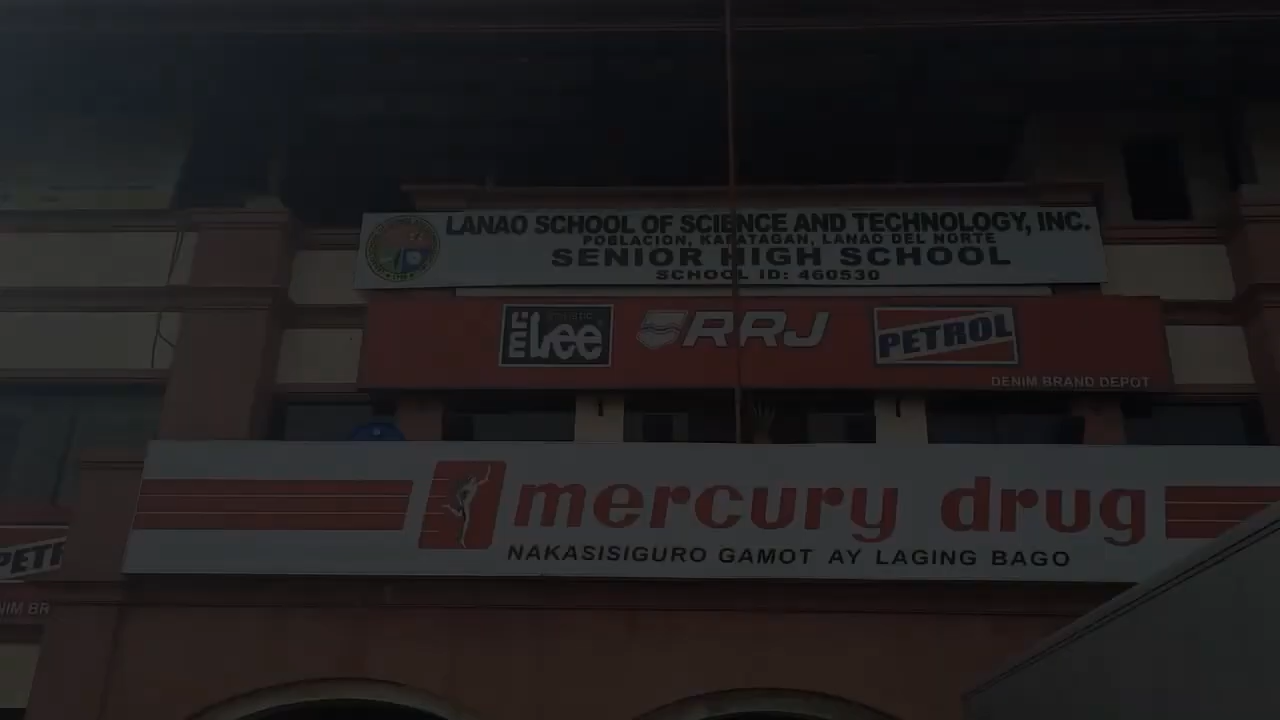 LANAO SCHOOL OF SCIENCE AND TECHNOLOGY, INC.
POBLACION, KAPATAGAN, LANAO DEL NORTE
SENIOR HIGH SCHOOL
SCHOOL ID: 460530
Lee
RRJ
PETROL
DENIM BRAND DEPOT
mercury drug
NAKASISIGURO GAMOT AY LAGING BAGO